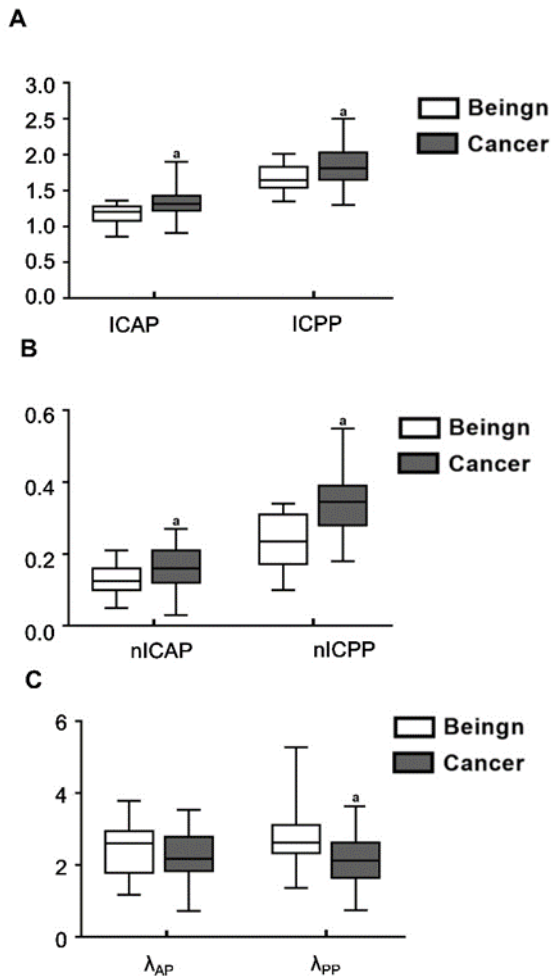 A
3.0
2.5
2.0
1.5
1.0
0.5
0.0
a
a
ICAP
ICPP
Beingn
Cancer
B
0.6
0.4
0.2
0.0
a
a
nICAP
nICPP
Beingn
Cancer
C
6
4
2
0
a
λAP
λPP
Beingn
Cancer